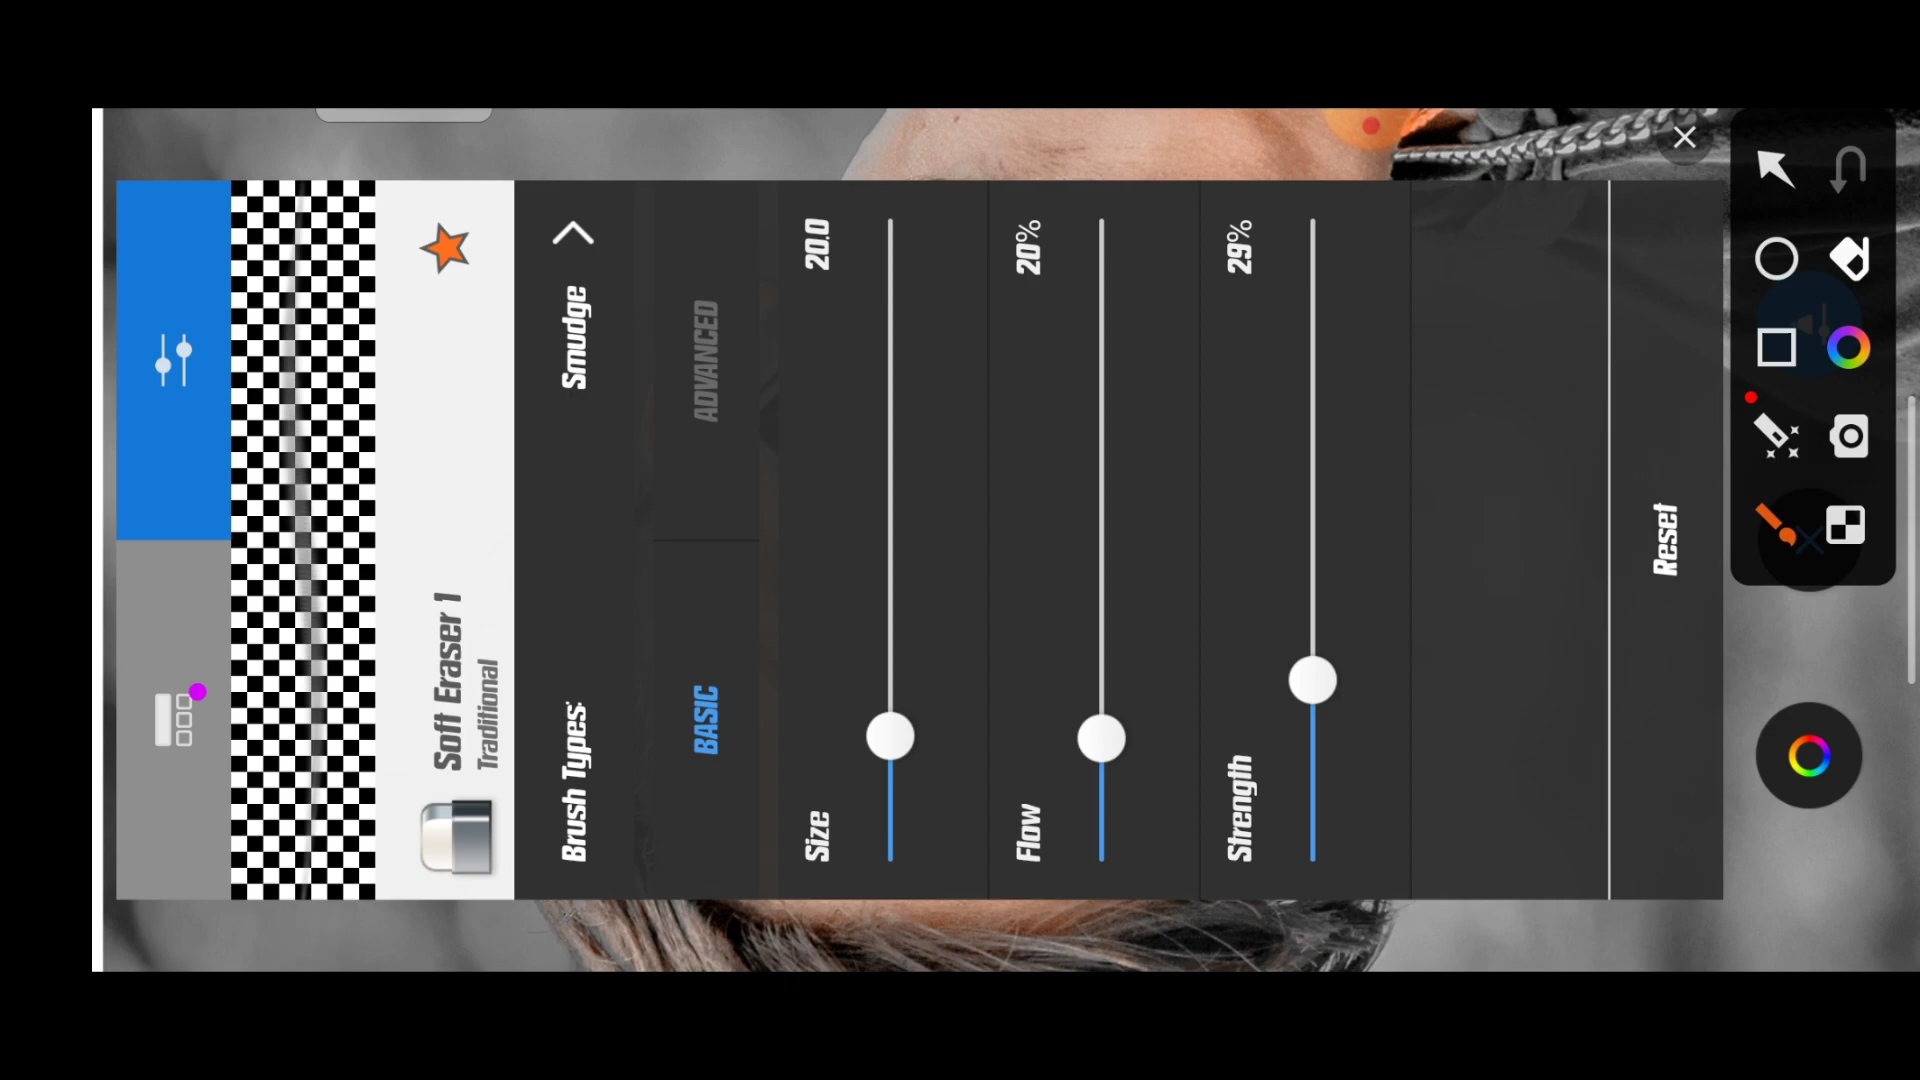 Soft Eraser 1
Traditional
Brush Types: Smudge
BASIC ADVANCED
Size 20.0
Flow 20%
Strength 29%
Reset